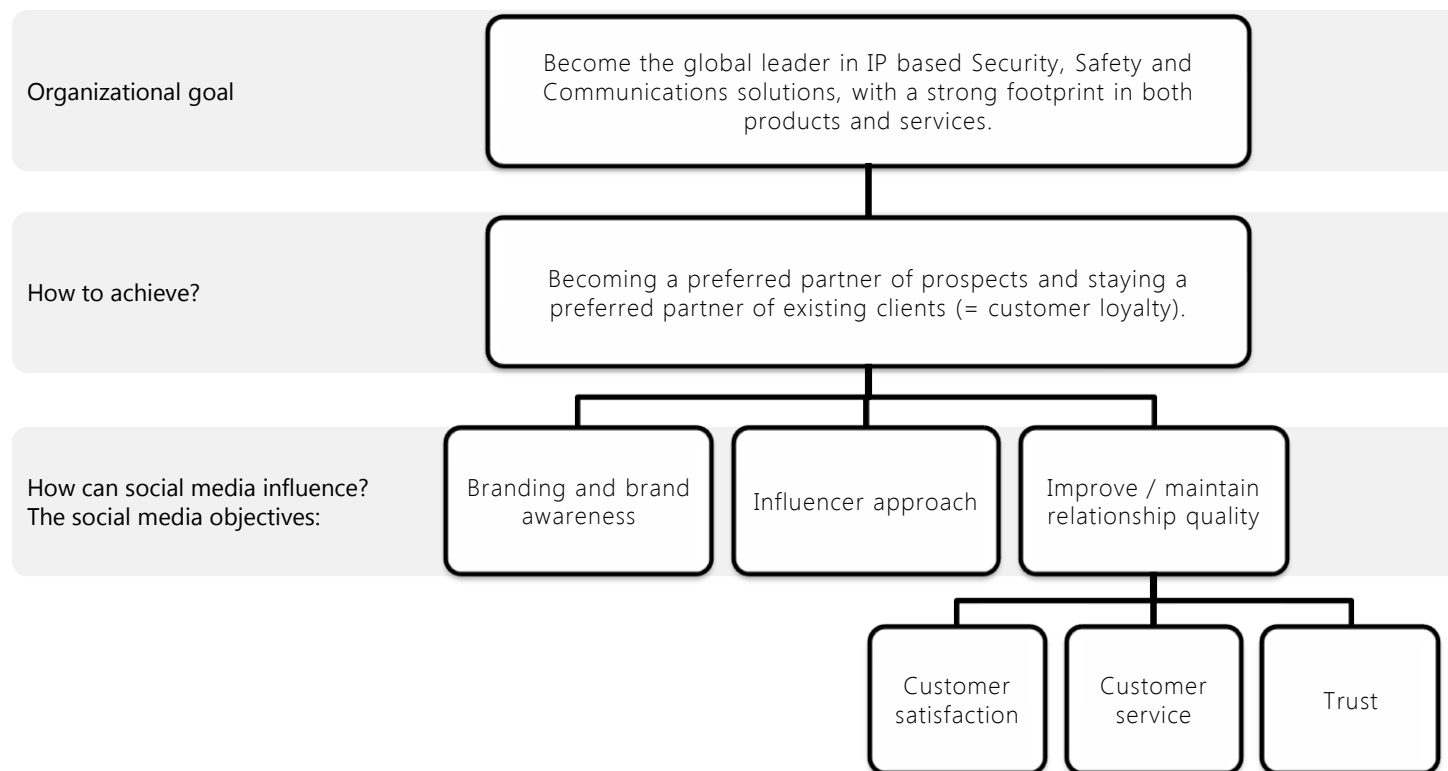 Organizational goal
Become the global leader in IP based Security, Safety and
Communications solutions, with a strong footprint in both
products and services.
How to achieve?
Becoming a preferred partner of prospects and staying a
preferred partner of existing clients (= customer loyalty).
How can social media influence?
The social media objectives:
Branding and brand
awareness
Influencer approach
Improve / maintain
relationship quality
Customer
satisfaction
Customer
service
Trust